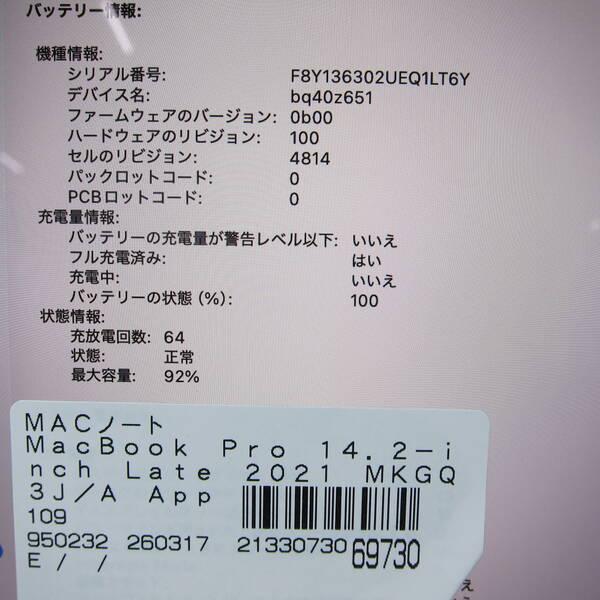 バッテリー情報:
機種情報:
シリアル番号: F8Y136302UEQ1LT6Y
デバイス名: bq40z651
ファームウェアのバージョン: 0b00
ハードウェアのリビジョン: 100
セルのリビジョン: 4814
パックロットコード: 0
PCBロットコード: 0
充電量情報:
バッテリーの充電量が警告レベル以下: いいえ
フル充電済み: はい
充電中: いいえ
バッテリーの状態 (%): 100
状態情報:
充放電回数: 64
状態: 正常
最大容量: 92%
MACノート
MacBook Pro 14.2-i
nch Late 2021 MKGQ
3J/A App
109
950232 260317 2133073069730
E / /
え